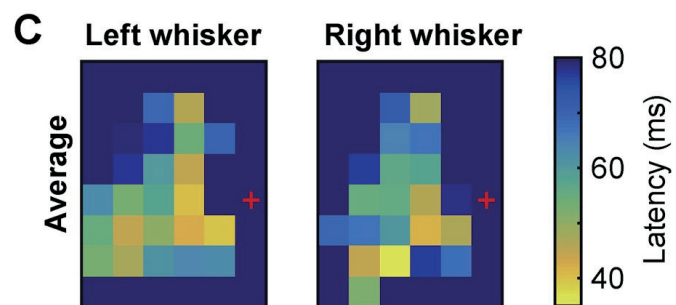 C
Left whisker
Right whisker
Average
80
60
40
Latency (ms)